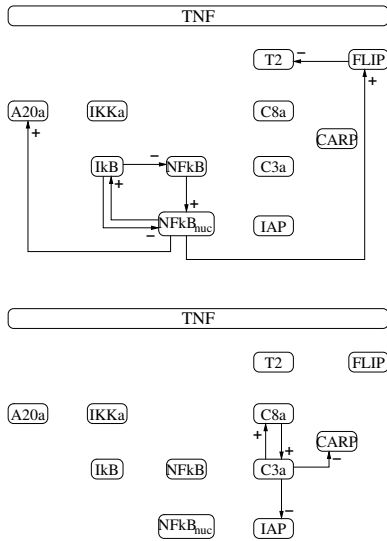 TNF
T2 − FLIP
+
A20a IKKa C8a
+
CARP
IkB − NFkB C3a
+
+
NFkBnuc IAP
−
TNF
T2 FLIP
A20a IKKa C8a
+ + CARP
IkB NFkB C3a −
−
NFkBnuc IAP